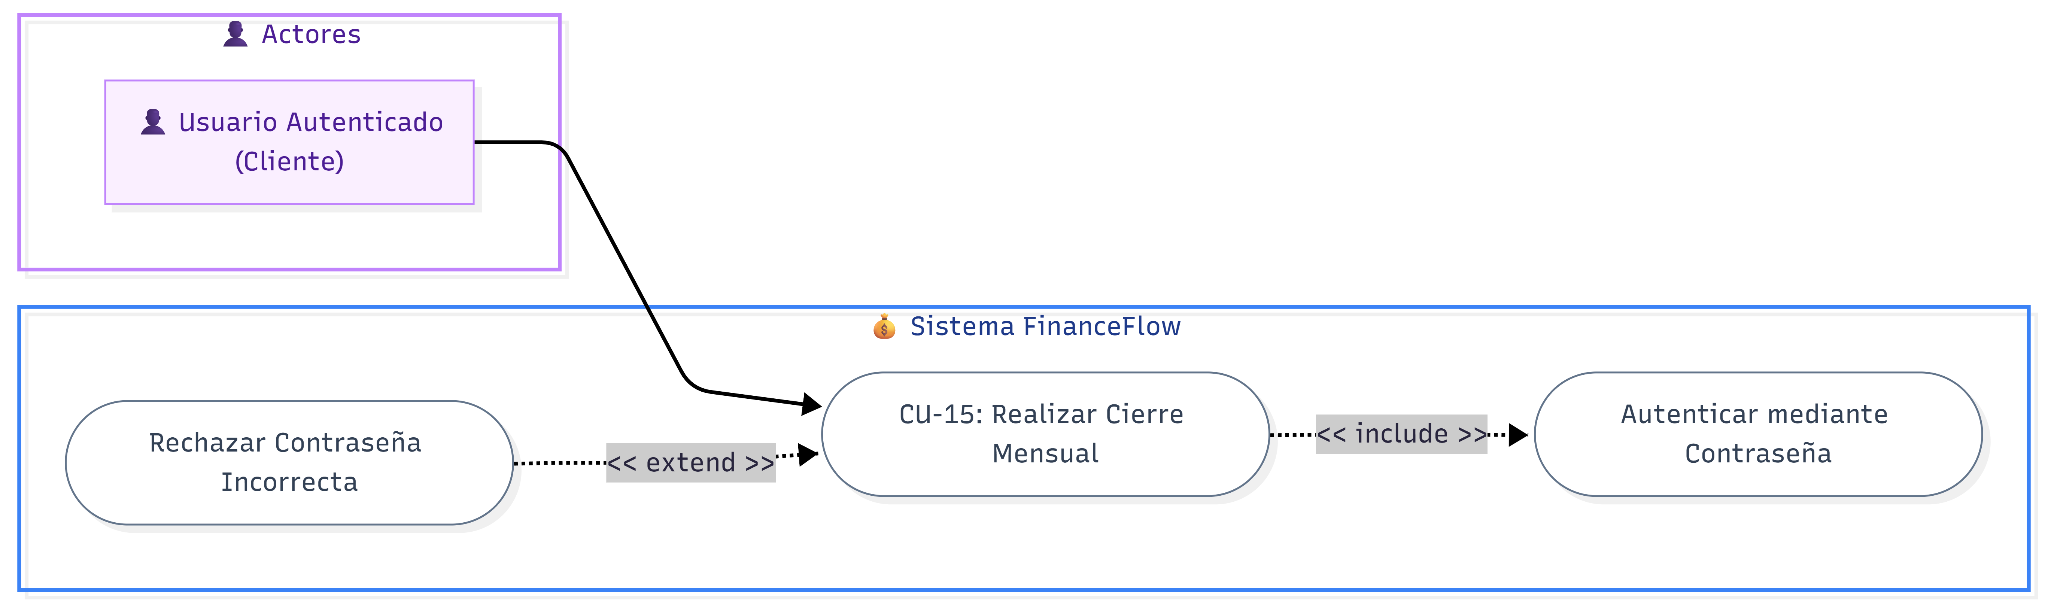 Actores
Usuario Autenticado
(Cliente)
Sistema FinanceFlow
Rechazar Contraseña
Incorrecta
<< extend >>
CU-15: Realizar Cierre
Mensual
<< include >>
Autenticar mediante
Contraseña